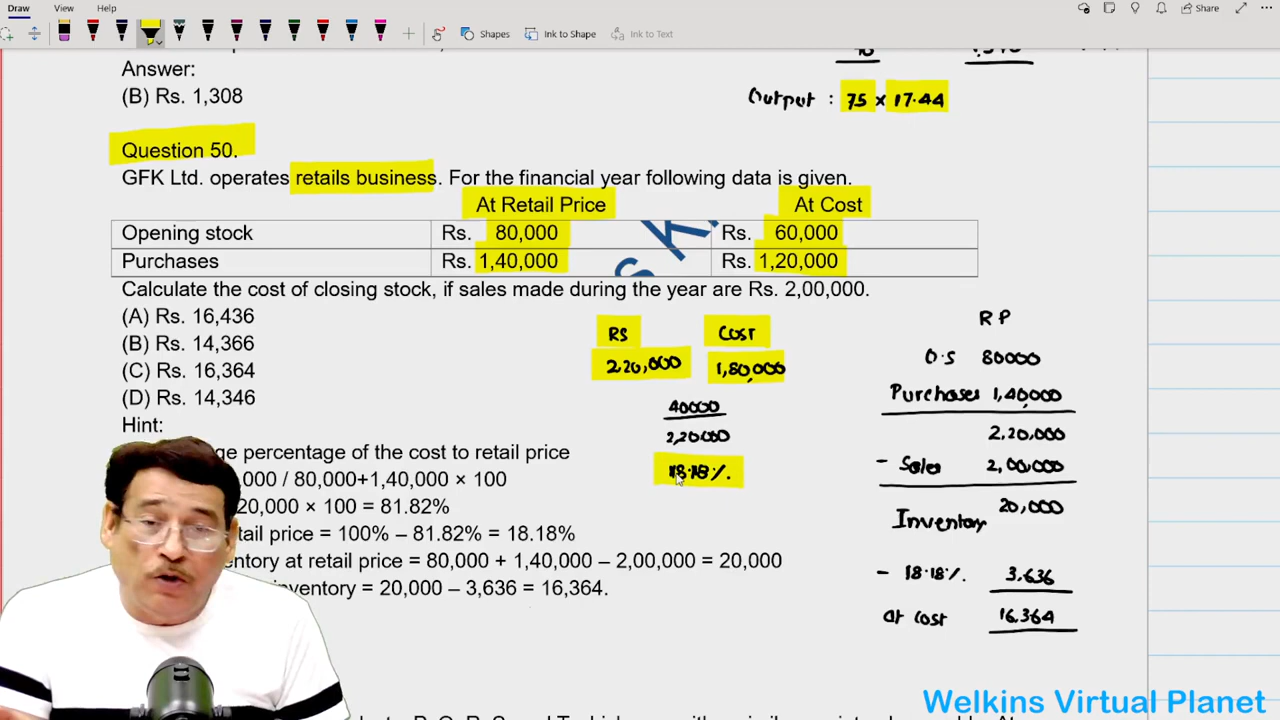 Draw View Help
Share
Shapes Ink to Shape Ink to Text
Answer:
(B) Rs. 1,308
Output : 75 x 17.44
Question 50.
GFK Ltd. operates retails business. For the financial year following data is given.
At Retail Price At Cost
Opening stock Rs. 80,000 Rs. 60,000
Purchases Rs. 1,40,000 Rs. 1,20,000
Calculate the cost of closing stock, if sales made during the year are Rs. 2,00,000.
(A) Rs. 16,436
(B) Rs. 14,366
(C) Rs. 16,364
(D) Rs. 14,346
RS COST
220,000 1,80,000
40000
2,20000
18.18%.
RP
O.S 80000
Purchases 1,40,000
2,20,000
- Sales 2,00,000
Inventory 20,000
- 18.18%. 3,636
At cost 16,364
Hint:
percentage of the cost to retail price
/ 80,000+1,40,000 × 100
× 100 = 81.82%
price = 100% – 81.82% = 18.18%
at retail price = 80,000 + 1,40,000 – 2,00,000 = 20,000
inventory = 20,000 – 3,636 = 16,364.
Welkins Virtual Planet